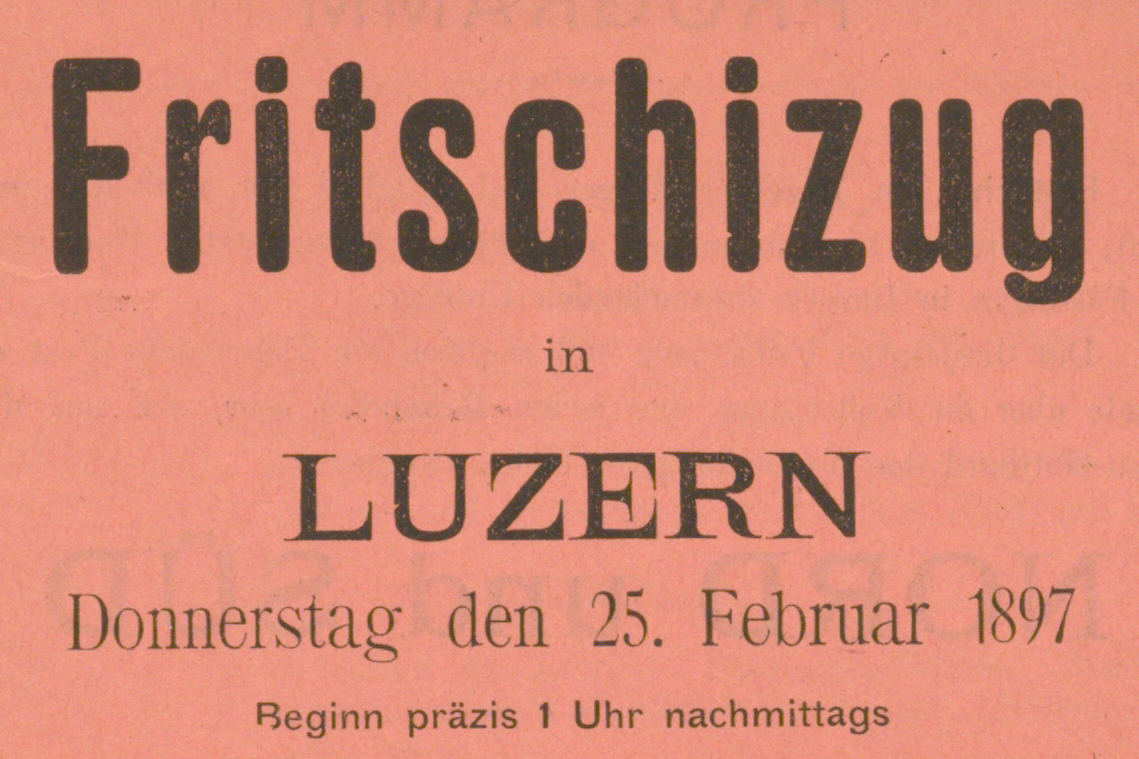 Fritschizug
in
LUZERN
Donnerstag den 25. Februar 1897
Beginn präzis 1 Uhr nachmittags